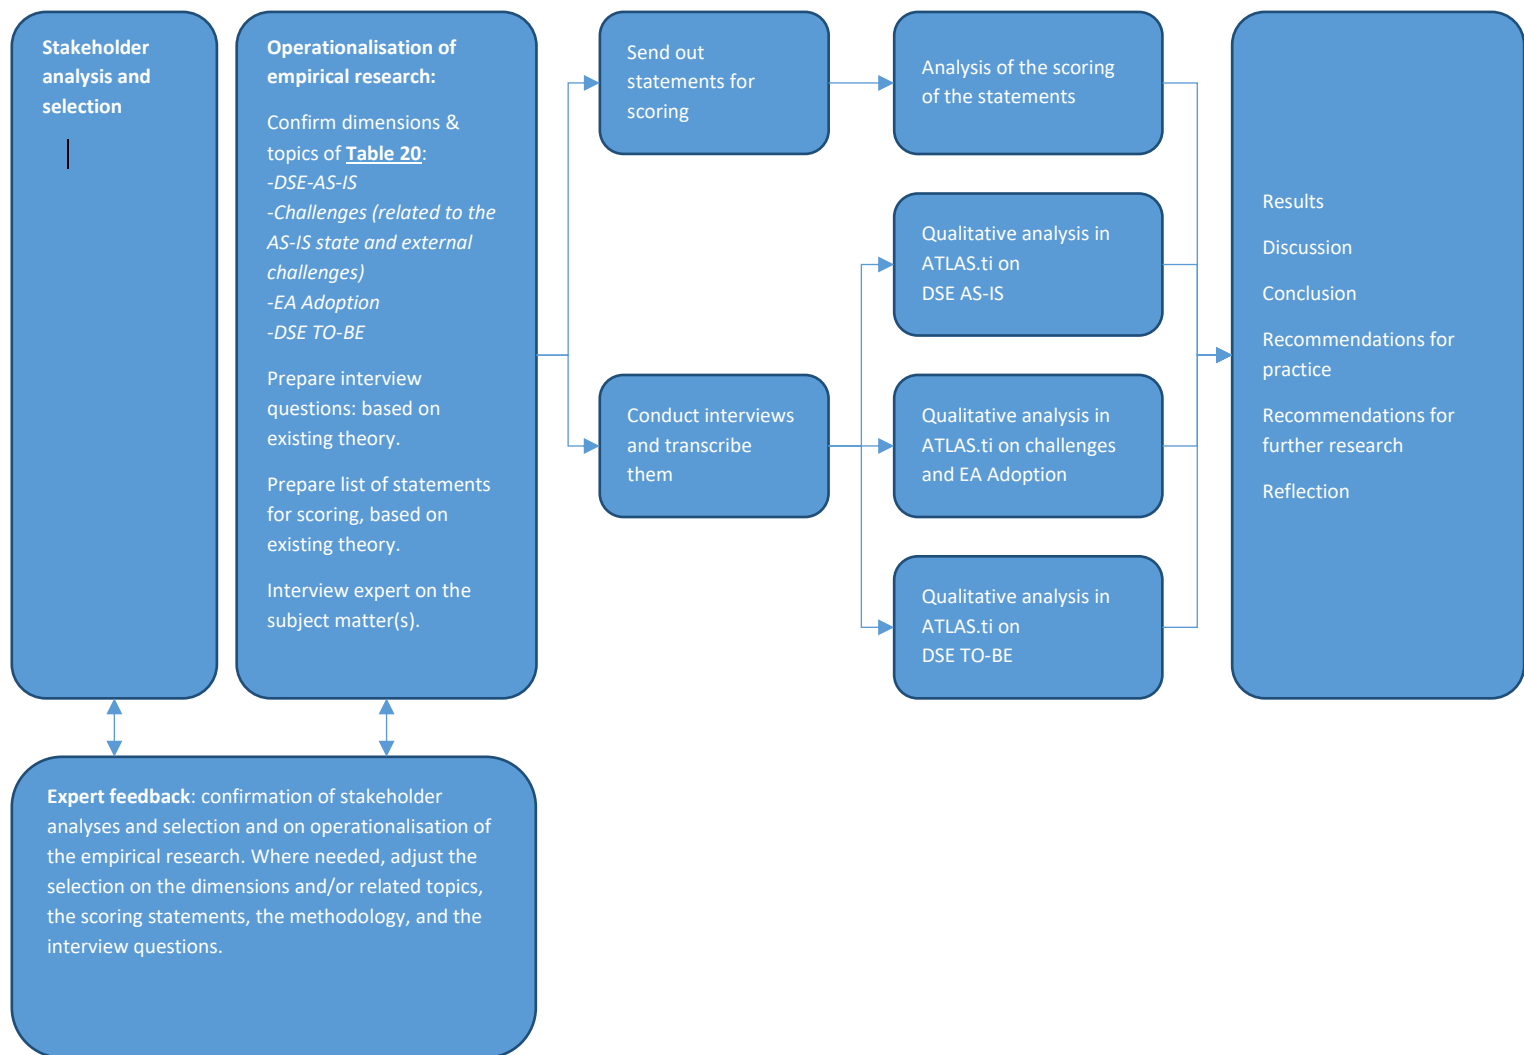 Stakeholder
analysis and
selection
Operationalisation of
empirical research:
Confirm dimensions &
topics of Table 20:
-DSE-AS-IS
-Challenges (related to the
AS-IS state and external
challenges)
-EA Adoption
-DSE TO-BE
Prepare interview
questions: based on
existing theory.
Prepare list of statements
for scoring, based on
existing theory.
Interview expert on the
subject matter(s).
Send out
statements for
scoring
Conduct interviews
and transcribe
them
Analysis of the scoring
of the statements
Qualitative analysis in
ATLAS.ti on
DSE AS-IS
Qualitative analysis in
ATLAS.ti on challenges
and EA Adoption
Qualitative analysis in
ATLAS.ti on
DSE TO-BE
Results
Discussion
Conclusion
Recommendations for
practice
Recommendations for
further research
Reflection
Expert feedback: confirmation of stakeholder
analyses and selection and on operationalisation of
the empirical research. Where needed, adjust the
selection on the dimensions and/or related topics,
the scoring statements, the methodology, and the
interview questions.